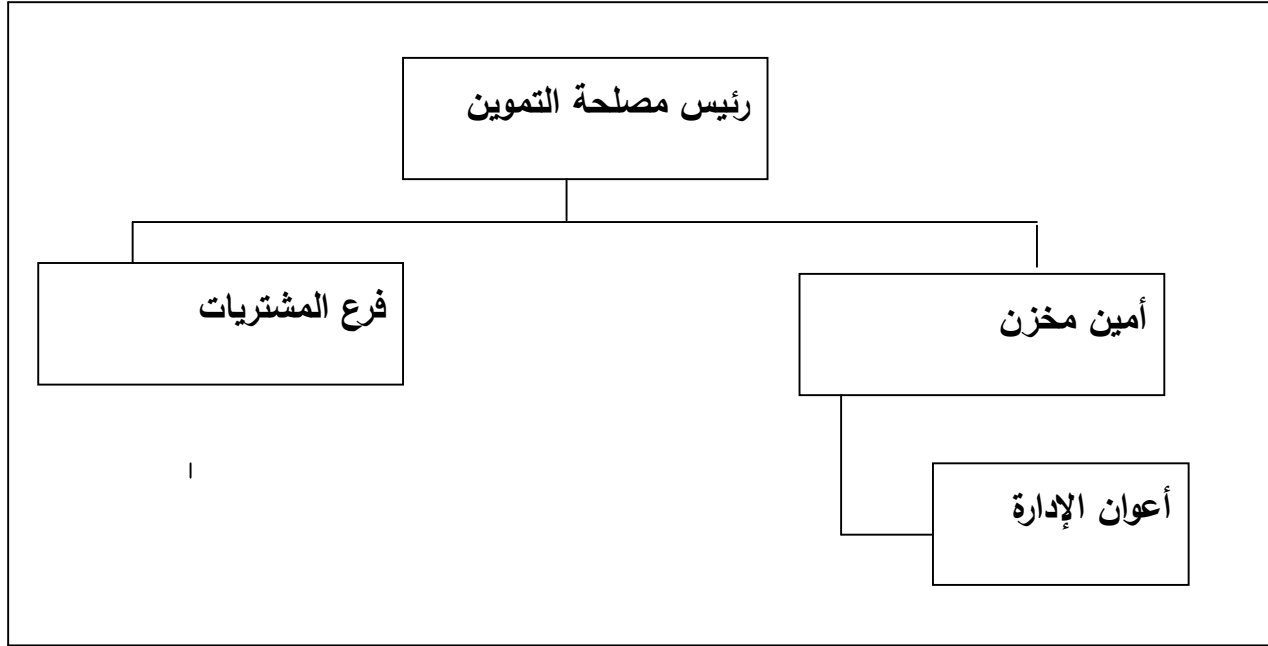 رئيس مصلحة التموين
أمين مخزن
فرع المشتريات
أعوان الإدارة